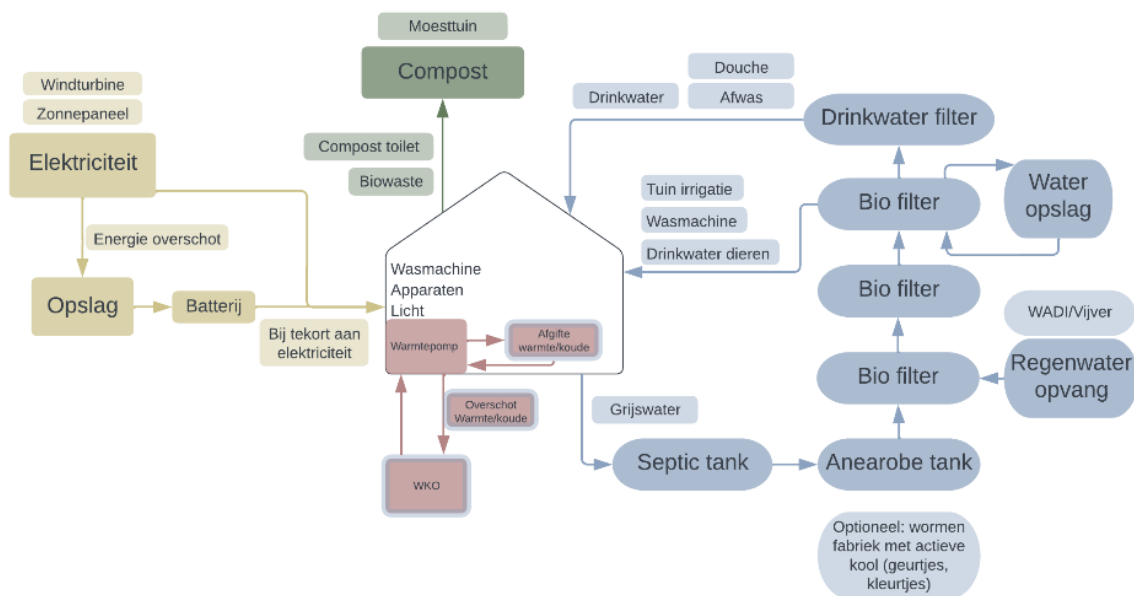 Moesttuin
Compost
Windturbine
Zonnepaneel
Elektriciteit
Energie overschot
Opslag
Batterij
Bij tekort aan
elektriciteit
Compost toilet
Biowaste
Wasmachine
Apparaten
Licht
Warmtepomp
Afgifte
warmte/koude
Overschot
Warmte/koude
WKO
Douche
Drinkwater
Afwas
Drinkwater filter
Tuin irrigatie
Wasmachine
Drinkwater dieren
Bio filter
Water
opslag
Bio filter
WADI/Vijver
Bio filter
Regenwater
opvang
Grijswater
Septic tank
Anearobe tank
Optioneel: wormen
fabriek met actieve
kool (geurtjes,
kleurtjes)